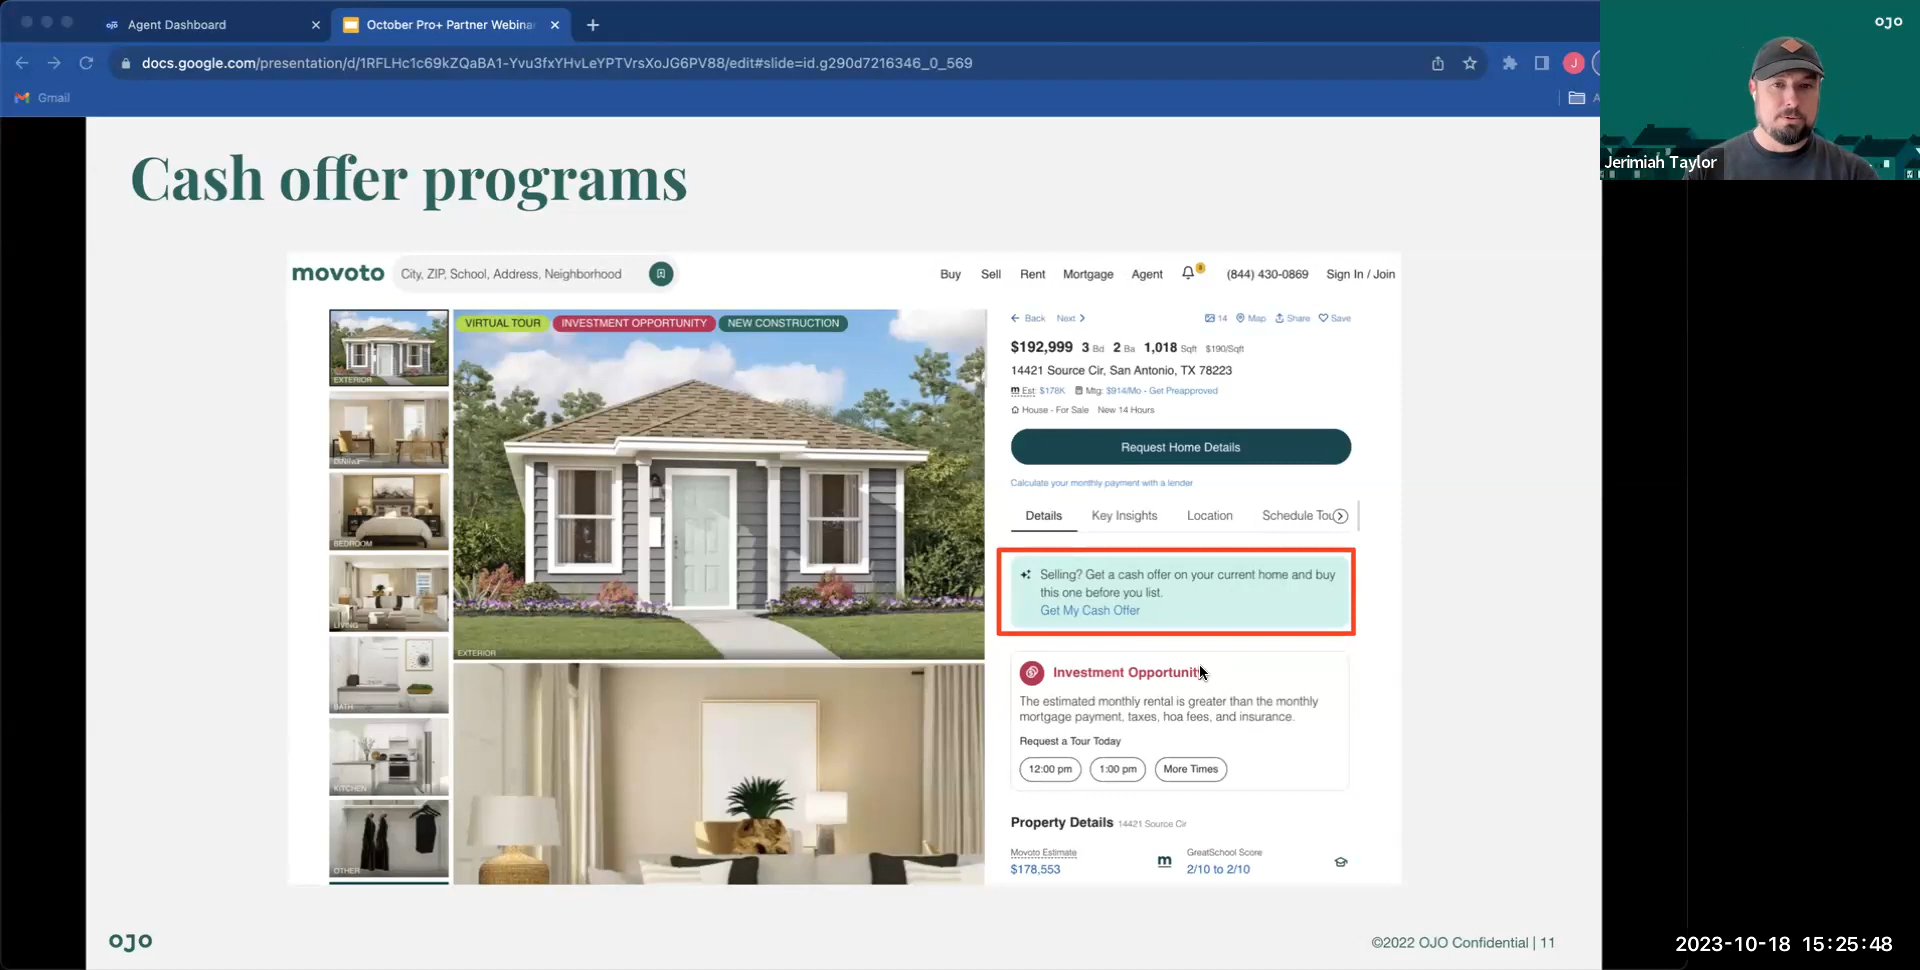 Agent Dashboard
October Pro+ Partner Webina
docs.google.com/presentation/d/1RFLHc1c69kZQaBA1-Yvu3fxYHvLeYPTVrsXoJG6PV88/edit#slide=id.g290d7216346_0_569
J
Gmail
A
ojo
Jerimiah Taylor
Cash offer programs
movoto
City, ZIP, School, Address, Neighborhood
Buy Sell Rent Mortgage Agent (844) 430-0869 Sign In / Join
VIRTUAL TOUR INVESTMENT OPPORTUNITY NEW CONSTRUCTION
EXTERIOR
DINING
BEDROOM
LIVING
BATH
KITCHEN
OTHER
EXTERIOR
Back Next 14 Map Share Save
$192,999 3 Bd 2 Ba 1,018 Sqft $190/Sqft
14421 Source Cir, San Antonio, TX 78223
m Est: $178K Mtg: $914/Mo - Get Preapproved
House - For Sale New 14 Hours
Request Home Details
Calculate your monthly payment with a lender
Details Key Insights Location Schedule Tou
Selling? Get a cash offer on your current home and buy
this one before you list.
Get My Cash Offer
Investment Opportunit
The estimated monthly rental is greater than the monthly
mortgage payment, taxes, hoa fees, and insurance.
Request a Tour Today
12:00 pm 1:00 pm More Times
Property Details 14421 Source Cir
Movoto Estimate
$178,553
m
GreatSchool Score
2/10 to 2/10
ojo
©2022 OJO Confidential | 11
2023-10-18 15:25:48